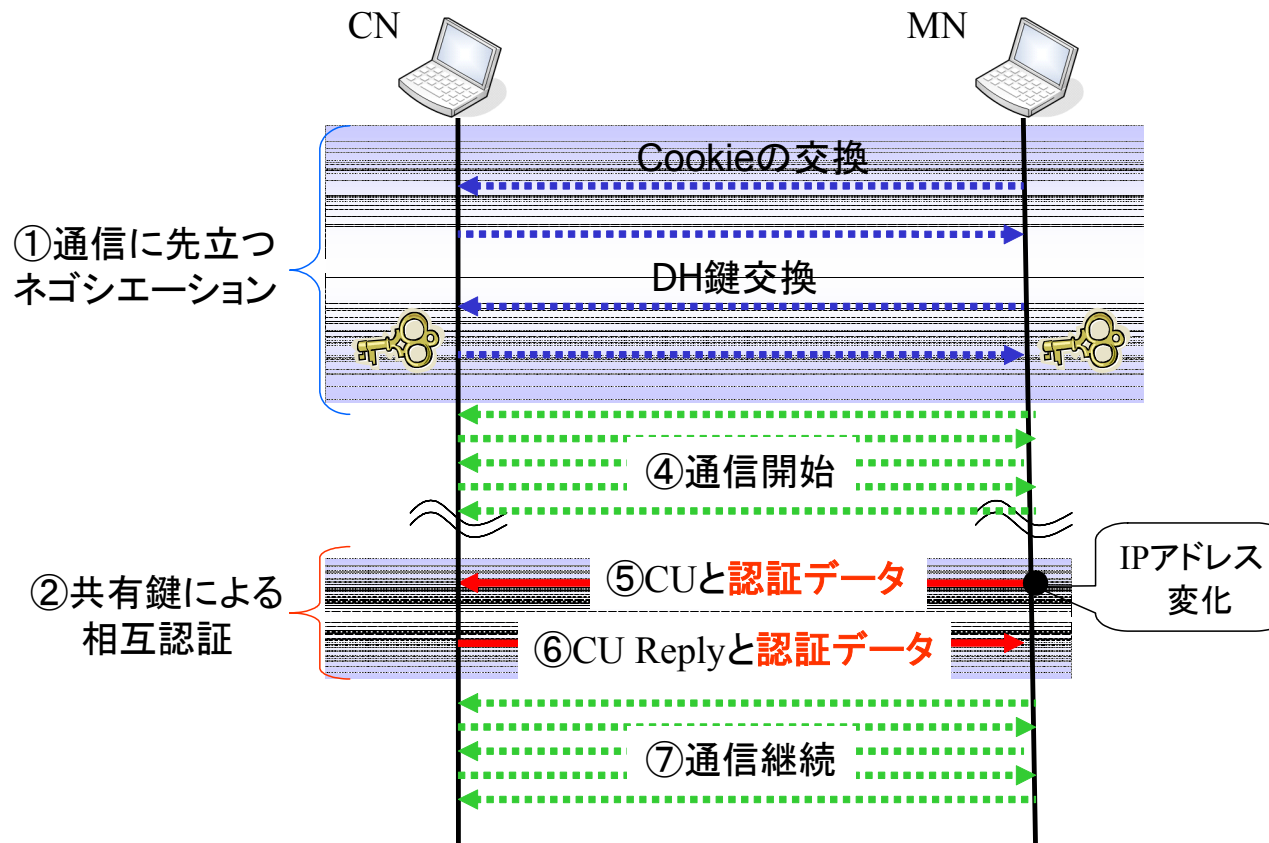 CN
MN
Cookieの交換
①通信に先立つ
ネゴシエーション
DH鍵交換
④通信開始
②共有鍵による
相互認証
⑤CUと認証データ
IPアドレス
変化
⑥CU Replyと認証データ
⑦通信継続